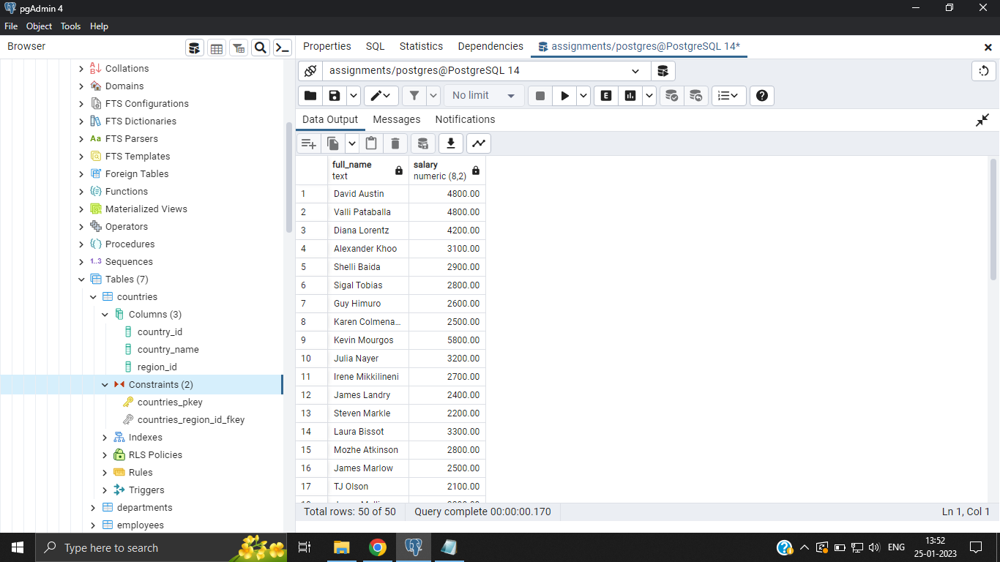 pgAdmin 4
File Object Tools Help
Browser
Properties SQL Statistics Dependencies assignments/postgres@PostgreSQL 14*
assignments/postgres@PostgreSQL 14
No limit
E
Data Output Messages Notifications
Collations
Domains
FTS Configurations
FTS Dictionaries
Aa FTS Parsers
FTS Templates
Foreign Tables
Functions
Materialized Views
Operators
Procedures
1..3 Sequences
Tables (7)
countries
Columns (3)
country_id
country_name
region_id
Constraints (2)
countries_pkey
countries_region_id_fkey
Indexes
RLS Policies
Rules
Triggers
departments
employees
full_name salary
text numeric (8,2)
1 David Austin 4800.00
2 Valli Pataballa 4800.00
3 Diana Lorentz 4200.00
4 Alexander Khoo 3100.00
5 Shelli Baida 2900.00
6 Sigal Tobias 2800.00
7 Guy Himuro 2600.00
8 Karen Colmena... 2500.00
9 Kevin Mourgos 5800.00
10 Julia Nayer 3200.00
11 Irene Mikkilineni 2700.00
12 James Landry 2400.00
13 Steven Markle 2200.00
14 Laura Bissot 3300.00
15 Mozhe Atkinson 2800.00
16 James Marlow 2500.00
17 TJ Olson 2100.00
Total rows: 50 of 50 Query complete 00:00:00.170 Ln 1, Col 1
Type here to search
ENG
13:52
25-01-2023